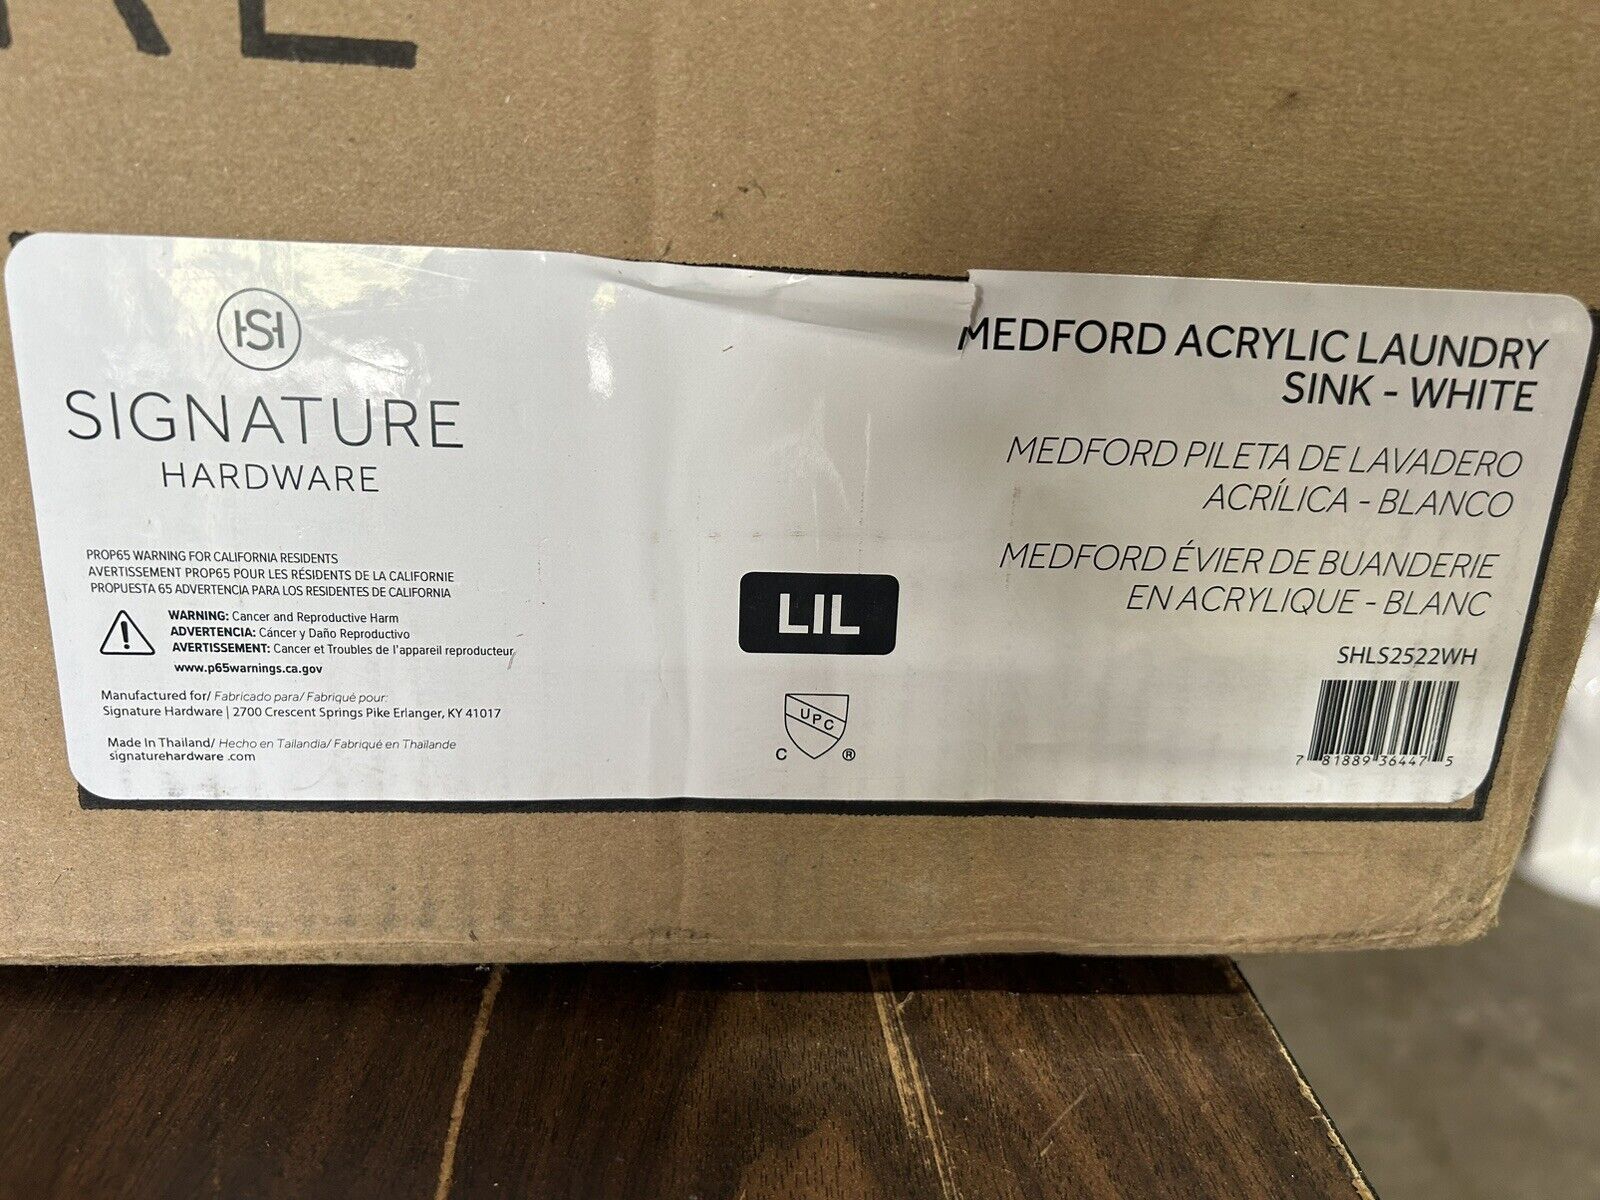 HS
SIGNATURE
HARDWARE
PROP65 WARNING FOR CALIFORNIA RESIDENTS
AVERTISSEMENT PROP65 POUR LES RÉSIDENTS DE LA CALIFORNIE
PROPUESTA 65 ADVERTENCIA PARA LOS RESIDENTES DE CALIFORNIA
WARNING: Cancer and Reproductive Harm
ADVERTENCIA: Cáncer y Daño Reproductivo
AVERTISSEMENT: Cancer et Troubles de l'appareil reproducteur
www.p65warnings.ca.gov
Manufactured for/ Fabricado para/ Fabriqué pour:
Signature Hardware | 2700 Crescent Springs Pike Erlanger, KY 41017
Made In Thailand/ Hecho en Tailandia/ Fabriqué en Thaïlande
signaturehardware .com
LIL
UPC
C ®
MEDFORD ACRYLIC LAUNDRY
SINK - WHITE
MEDFORD PILETA DE LAVADERO
ACRÍLICA - BLANCO
MEDFORD ÉVIER DE BUANDERIE
EN ACRYLIQUE - BLANC
SHLS2522WH
7 81889 36447 5